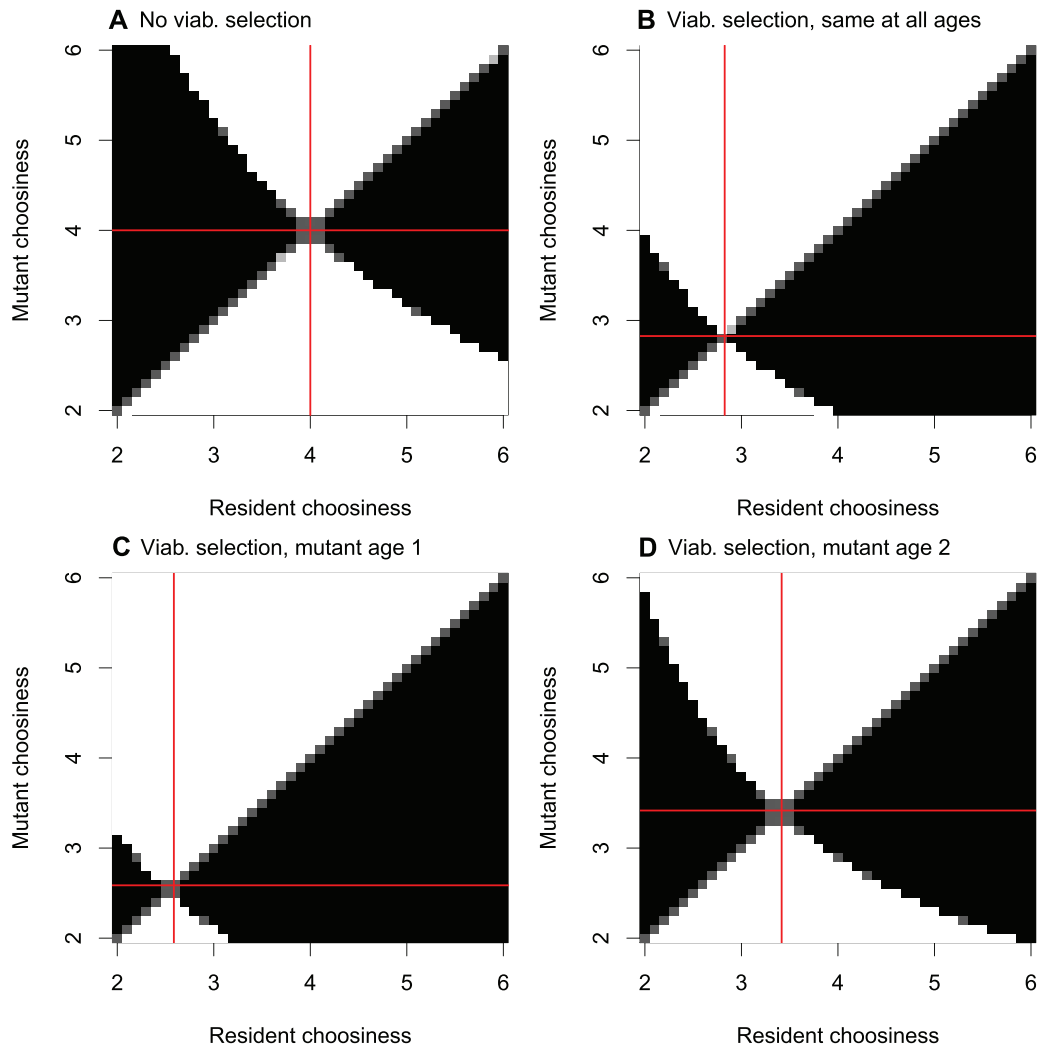 A No viab. selection
B Viab. selection, same at all ages
6
5
4
3
2
Mutant choosiness
2 3 4 5 6
Resident choosiness
6
5
4
3
2
Mutant choosiness
2 3 4 5 6
Resident choosiness
C Viab. selection, mutant age 1
D Viab. selection, mutant age 2
6
5
4
3
2
Mutant choosiness
2 3 4 5 6
Resident choosiness
6
5
4
3
2
Mutant choosiness
2 3 4 5 6
Resident choosiness